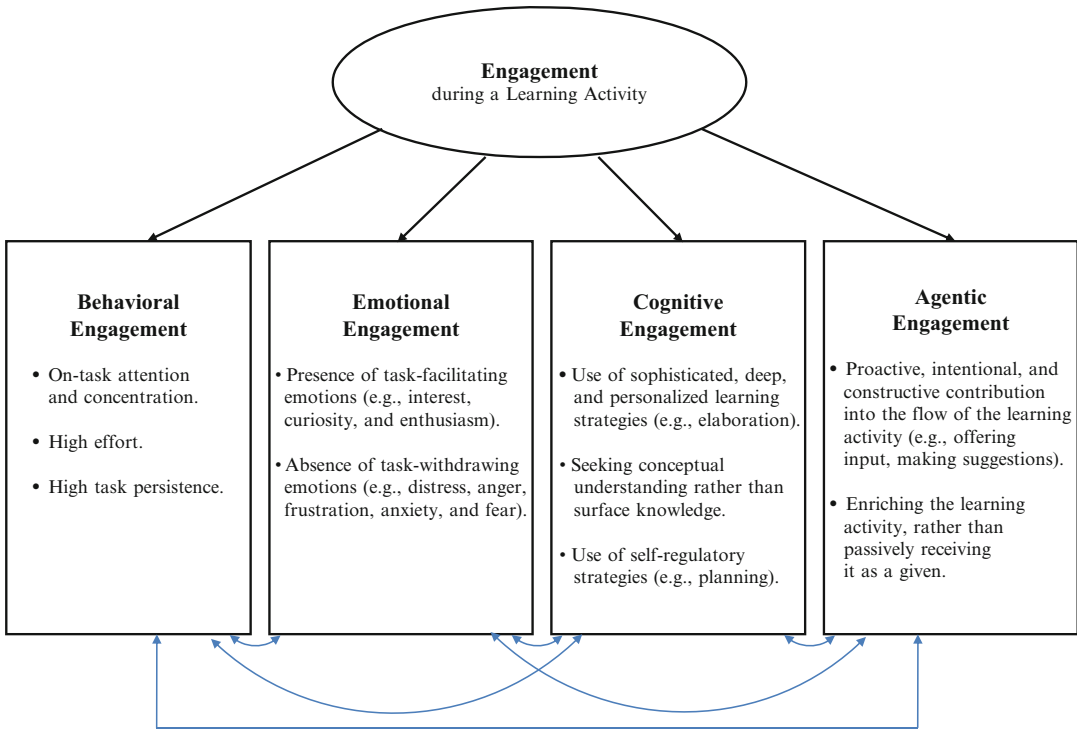 Engagement
during a Learning Activity
Behavioral
Engagement
• On-task attention
and concentration.
• High effort.
• High task persistence.
Emotional
Engagement
• Presence of task-facilitating
emotions (e.g., interest,
curiosity, and enthusiasm).
• Absence of task-withdrawing
emotions (e.g., distress, anger,
frustration, anxiety, and fear).
Cognitive
Engagement
• Use of sophisticated, deep,
and personalized learning
strategies (e.g., elaboration).
• Seeking conceptual
understanding rather than
surface knowledge.
• Use of self-regulatory
strategies (e.g., planning).
Agentic
Engagement
• Proactive, intentional, and
constructive contribution
into the flow of the learning
activity (e.g., offering
input, making suggestions).
• Enriching the learning
activity, rather than
passively receiving
it as a given.